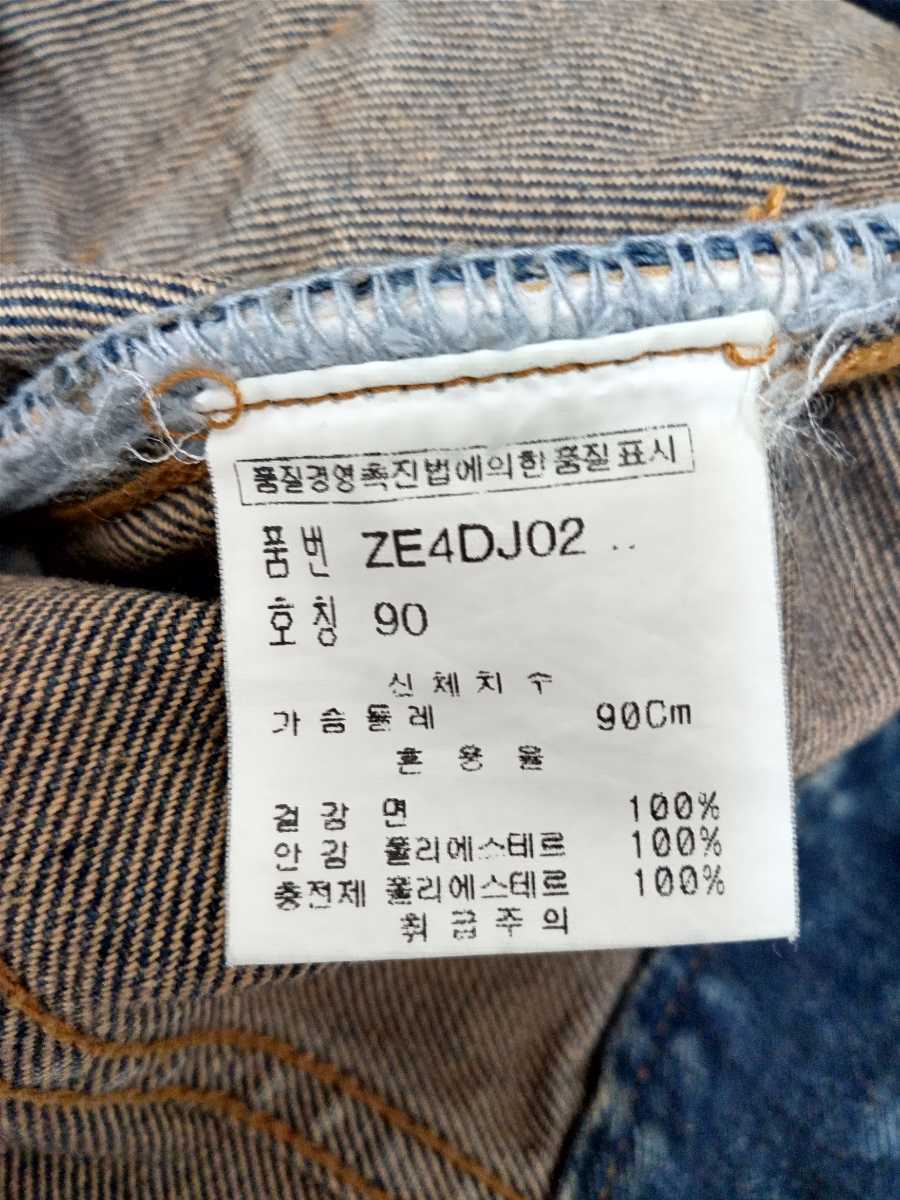 품질경영촉진법에의한 품질표시
품번 ZE4DJ02 ..
호칭 90
신체치수
가슴둘레 90Cm
혼용율
겉감 면 100%
안감 폴리에스테르 100%
충전제 폴리에스테르 100%
취급주의